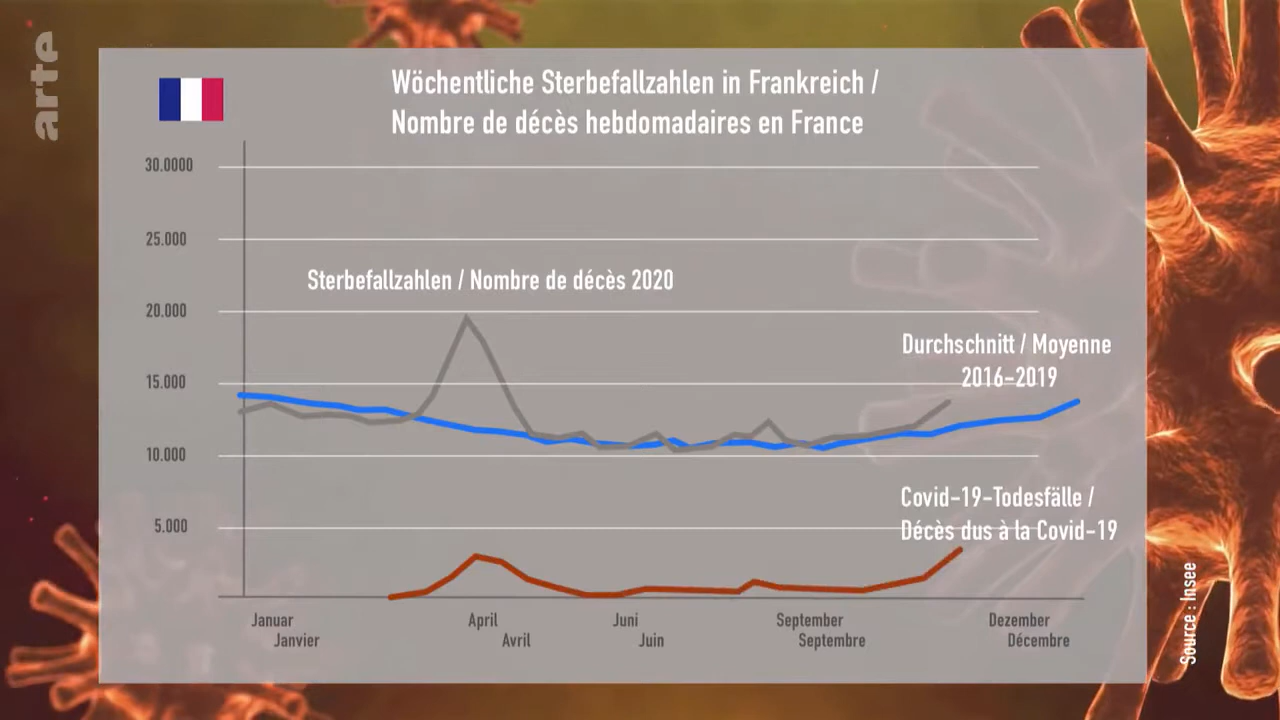 arte
Wöchentliche Sterbefallzahlen in Frankreich /
Nombre de décès hebdomadaires en France
30.0000
25.000
Sterbefallzahlen / Nombre de décès 2020
20.000
Durchschnitt / Moyenne
2016-2019
15.000
10.000
Covid-19-Todesfälle /
Décès dus à la Covid-19
5.000
Januar
Janvier
April
Avril
Juni
Juin
September
Septembre
Dezember
Décembre
Source : Insee